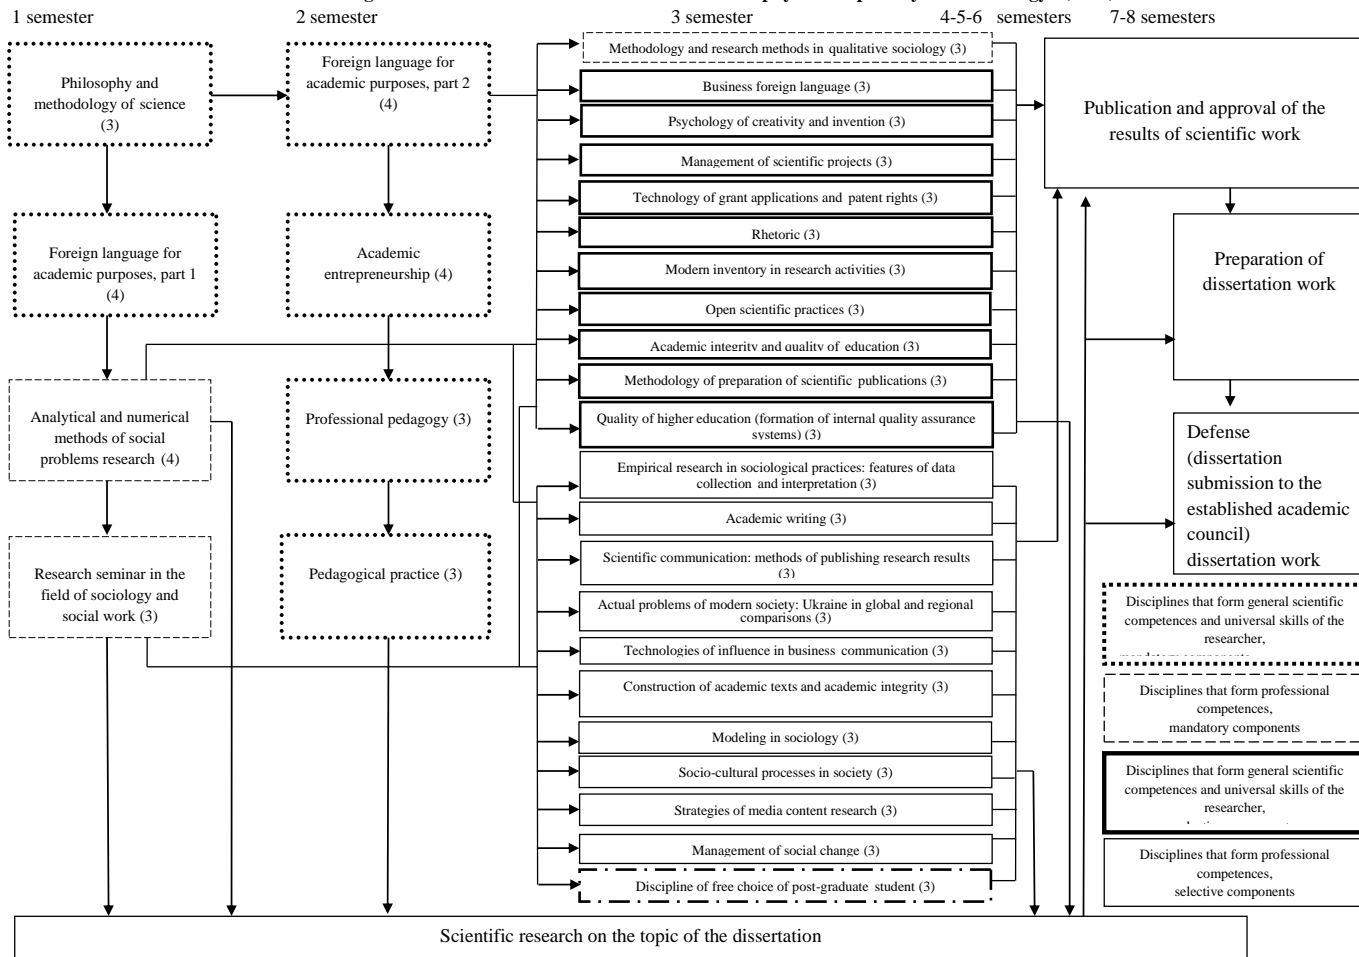 1 semester
2 semester
3 semester
4-5-6 semesters
7-8 semesters
Philosophy and
methodology of science
(3)
Foreign language for
academic purposes, part 1
(4)
Analytical and numerical
methods of social
problems research (4)
Research seminar in the
field of sociology and
social work (3)
Foreign language for
academic purposes, part 2
(4)
Academic
entrepreneurship (4)
Professional pedagogy (3)
Pedagogical practice (3)
Methodology and research methods in qualitative sociology (3)
Business foreign language (3)
Psychology of creativity and invention (3)
Management of scientific projects (3)
Technology of grant applications and patent rights (3)
Rhetoric (3)
Modern inventory in research activities (3)
Open scientific practices (3)
Academic integrity and quality of education (3)
Methodology of preparation of scientific publications (3)
Quality of higher education (formation of internal quality assurance
systems) (3)
Empirical research in sociological practices: features of data
collection and interpretation (3)
Academic writing (3)
Scientific communication: methods of publishing research results
(3)
Actual problems of modern society: Ukraine in global and regional
comparisons (3)
Technologies of influence in business communication (3)
Construction of academic texts and academic integrity (3)
Modeling in sociology (3)
Socio-cultural processes in society (3)
Strategies of media content research (3)
Management of social change (3)
Discipline of free choice of post-graduate student (3)
Publication and approval of the
results of scientific work
Preparation of
dissertation work
Defense
(dissertation
submission to the
established academic
council)
dissertation work
Disciplines that form general scientific
competences and universal skills of the
researcher,
Disciplines that form professional
competences,
mandatory components
Disciplines that form general scientific
competences and universal skills of the
researcher,
Disciplines that form professional
competences,
selective components
Scientific research on the topic of the dissertation